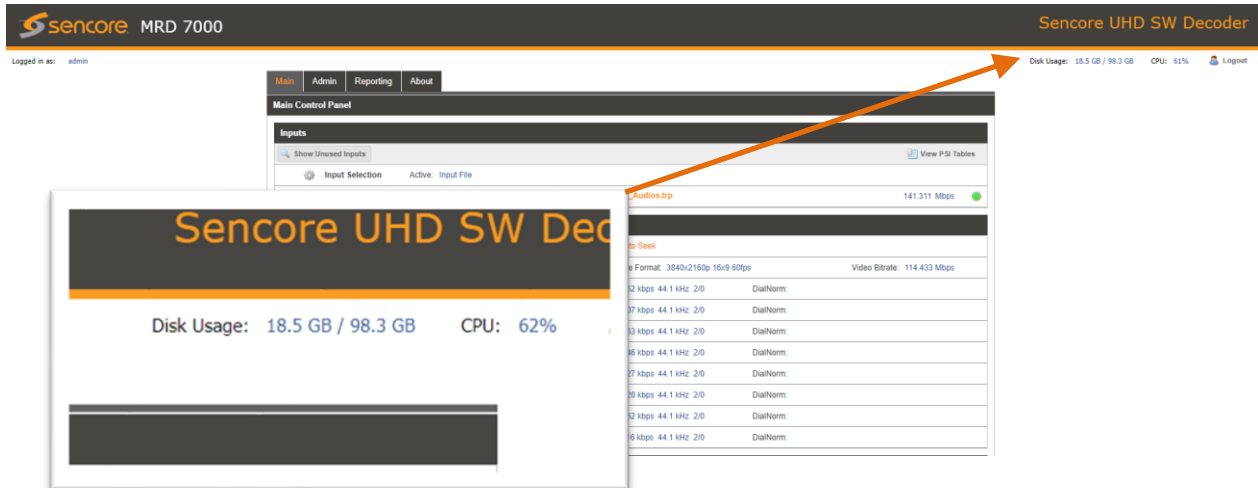 sencore MRD 7000
Sencore UHD SW Decoder
Logged in as: admin
Disk Usage: 18.5 GB / 98.3 GB CPU: 61% Logout
Main Admin Reporting About
Main Control Panel
Inputs
Show Unused Inputs View PSI Tables
Input Selection Active: Input File
_Audios.trp 141.311 Mbps
Seek
Format: 3840x2160p 16x9 60fps Video Bitrate: 114.433 Mbps
kbps 44.1 kHz 2/0 DialNorm:
kbps 44.1 kHz 2/0 DialNorm:
kbps 44.1 kHz 2/0 DialNorm:
kbps 44.1 kHz 2/0 DialNorm:
kbps 44.1 kHz 2/0 DialNorm:
kbps 44.1 kHz 2/0 DialNorm:
kbps 44.1 kHz 2/0 DialNorm:
kbps 44.1 kHz 2/0 DialNorm:
Sencore UHD SW Dec
Disk Usage: 18.5 GB / 98.3 GB CPU: 62%